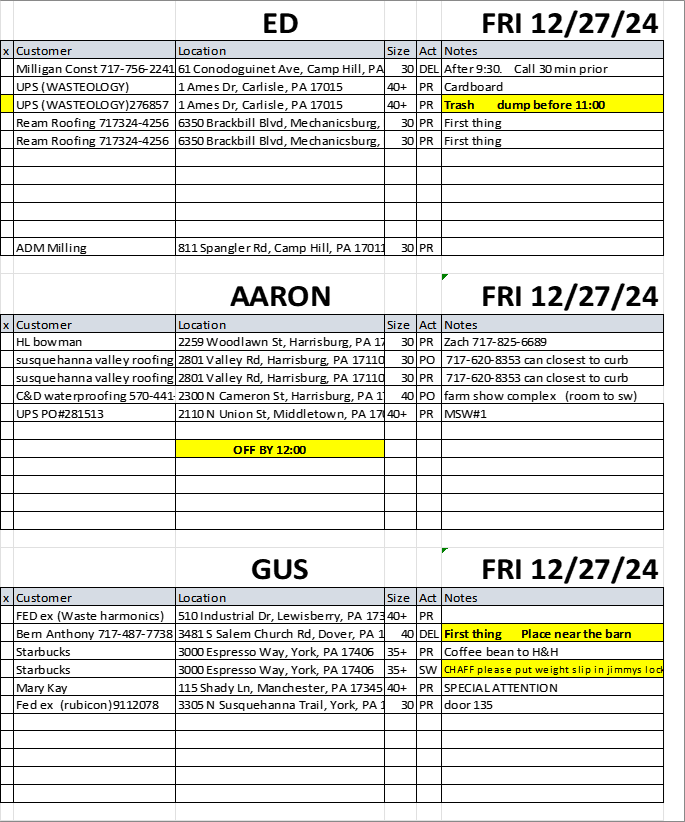 ED FRI 12/27/24
x Customer Location Size Act Notes
Milligan Const 717-756-2241 61 Conodoguinet Ave, Camp Hill, PA 30 DEL After 9:30. Call 30 min prior
UPS (WASTEOLOGY) 1 Ames Dr, Carlisle, PA 17015 40+ PR Cardboard
UPS (WASTEOLOGY)276857 1 Ames Dr, Carlisle, PA 17015 40+ PR Trash dump before 11:00
Ream Roofing 717324-4256 6350 Brackbill Blvd, Mechanicsburg, 30 PR First thing
Ream Roofing 717324-4256 6350 Brackbill Blvd, Mechanicsburg, 30 PR First thing
ADM Milling 811 Spangler Rd, Camp Hill, PA 17011 30 PR
AARON FRI 12/27/24
x Customer Location Size Act Notes
HL bowman 2259 Woodlawn St, Harrisburg, PA 17 30 PR Zach 717-825-6689
susquehanna valley roofing 2801 Valley Rd, Harrisburg, PA 17110 30 PO 717-620-8353 can closest to curb
susquehanna valley roofing 2801 Valley Rd, Harrisburg, PA 17110 30 PR 717-620-8353 can closest to curb
C&D waterproofing 570-441- 2300 N Cameron St, Harrisburg, PA 1 40 PO farm show complex (room to sw)
UPS PO#281513 2110 N Union St, Middletown, PA 170 40+ PR MSW#1
OFF BY 12:00
GUS FRI 12/27/24
x Customer Location Size Act Notes
FED ex (Waste harmonics) 510 Industrial Dr, Lewisberry, PA 173 40+ PR
Bern Anthony 717-487-7738 3481 S Salem Church Rd, Dover, PA 1 40 DEL First thing Place near the barn
Starbucks 3000 Espresso Way, York, PA 17406 35+ PR Coffee bean to H&H
Starbucks 3000 Espresso Way, York, PA 17406 35+ SW CHAFF please put weight slip in jimmys lock
Mary Kay 115 Shady Ln, Manchester, PA 17345 40+ PR SPECIAL ATTENTION
Fed ex (rubicon)9112078 3305 N Susquehanna Trail, York, PA 1 30 PR door 135